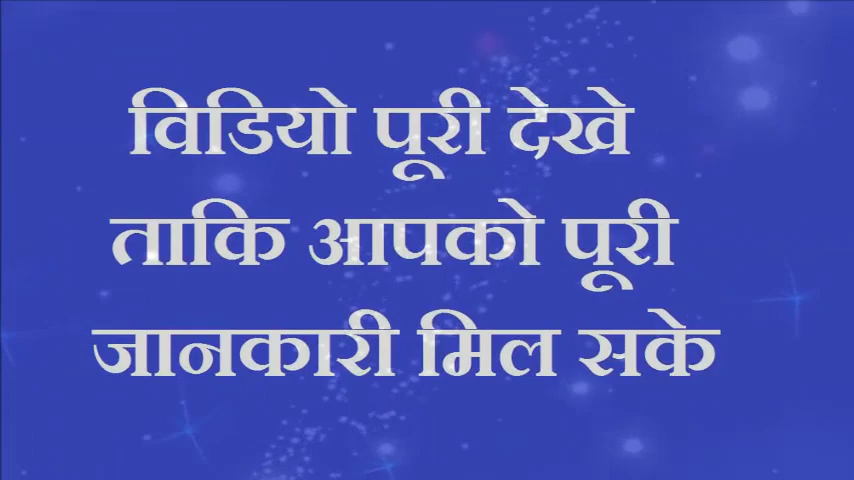 विडियो पूरी देखे
ताकि आपको पूरी
जानकारी मिल सके